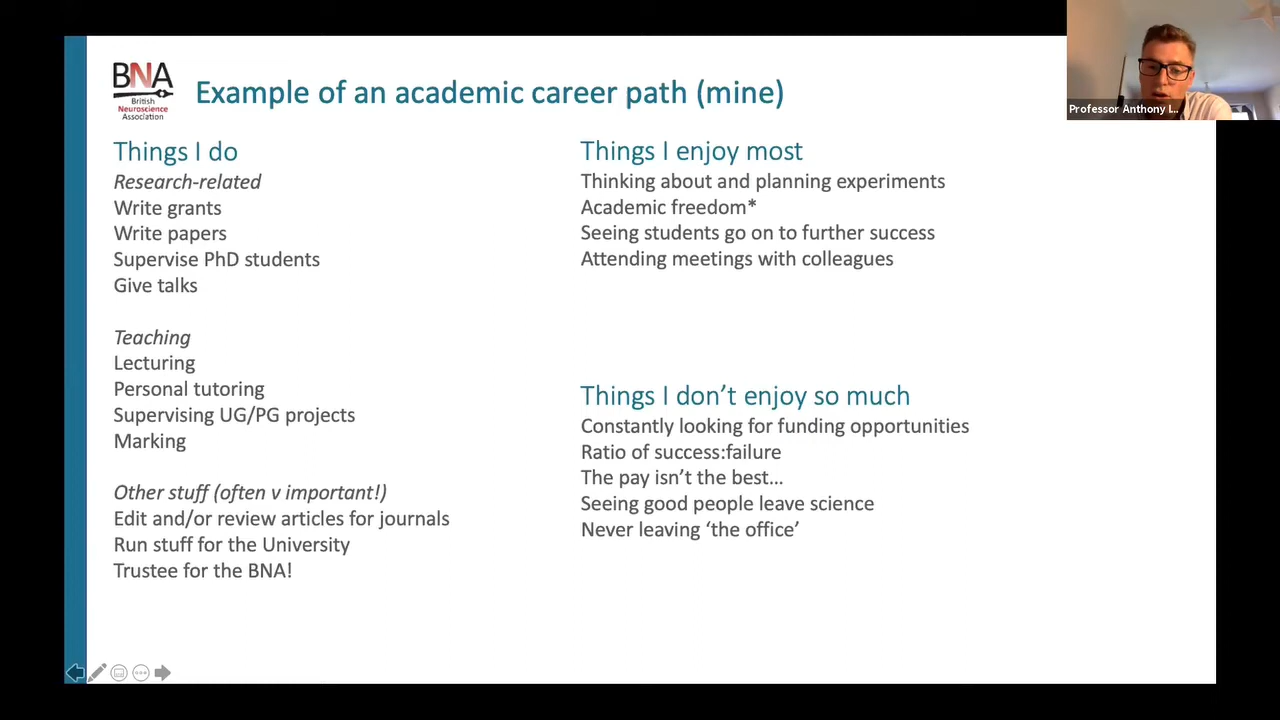 BNA
British
Neuroscience
Association
Example of an academic career path (mine)
Things I do
Research-related
Write grants
Write papers
Supervise PhD students
Give talks
Teaching
Lecturing
Personal tutoring
Supervising UG/PG projects
Marking
Other stuff (often v important!)
Edit and/or review articles for journals
Run stuff for the University
Trustee for the BNA!
Things I enjoy most
Thinking about and planning experiments
Academic freedom*
Seeing students go on to further success
Attending meetings with colleagues
Things I don’t enjoy so much
Constantly looking for funding opportunities
Ratio of success:failure
The pay isn’t the best…
Seeing good people leave science
Never leaving ‘the office’
Professor Anthony I...